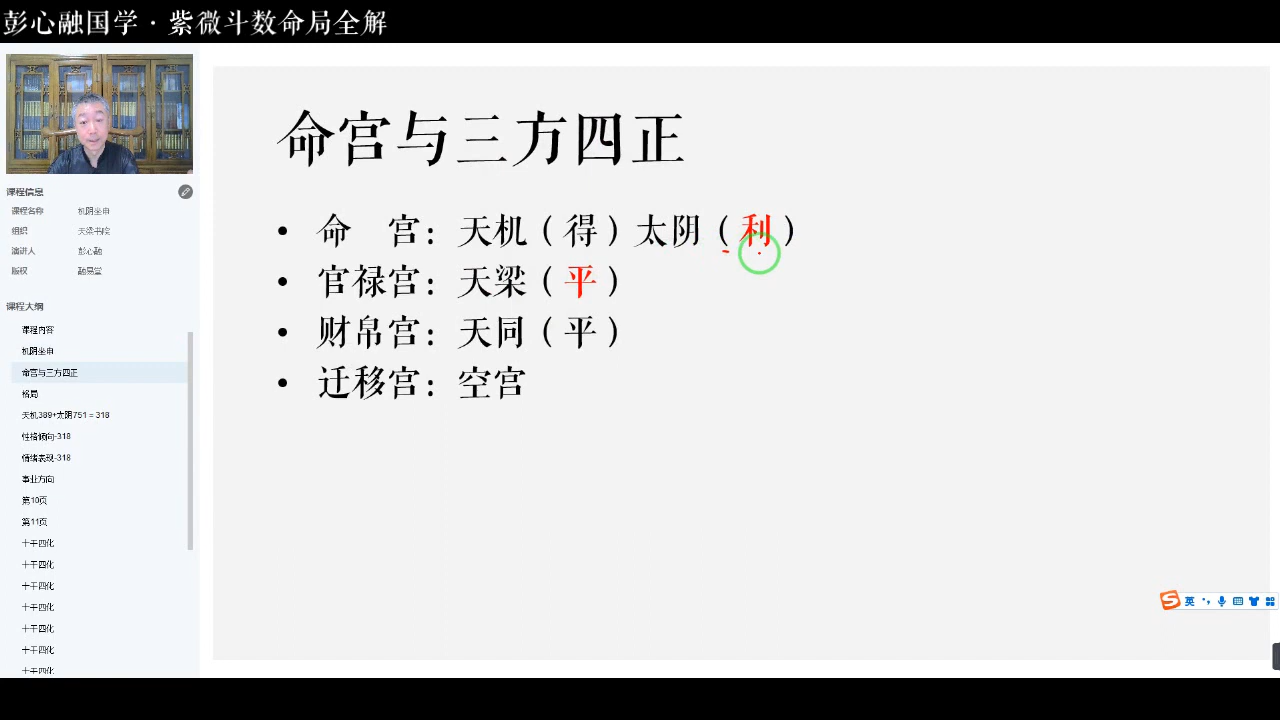 彭心融国学·紫微斗数命局全解
课程信息
课程名称 机阴坐申
组织 天梁书院
演讲人 彭心融
版权 融易堂
课程大纲
课程内容
机阴坐申
命宫与三方四正
格局
天机389+太阴751 = 318
性格倾向-318
情绪表现-318
事业方向
第10页
第11页
十干四化
十干四化
十干四化
十干四化
十干四化
十干四化
十干四化
命宫与三方四正
• 命 宫：天机（得）太阴（利）
• 官禄宫：天梁（平）
• 财帛宫：天同（平）
• 迁移宫：空宫
英